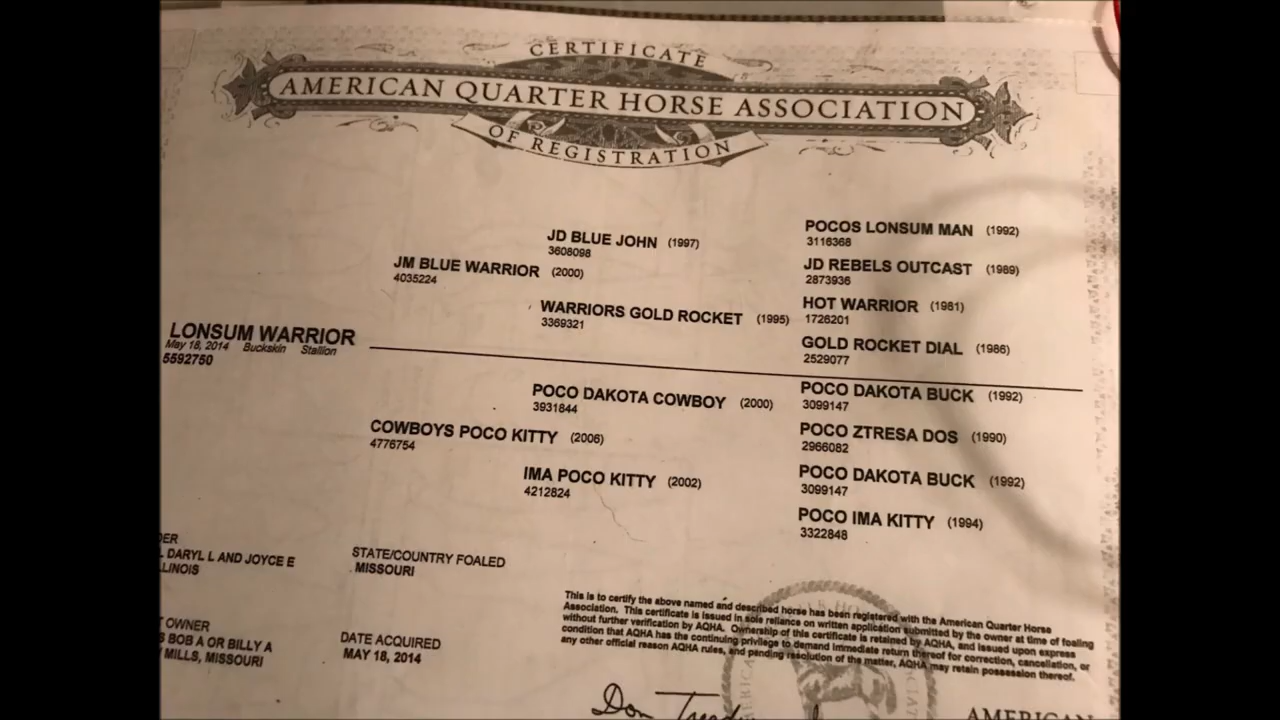 CERTIFICATE
AMERICAN QUARTER HORSE ASSOCIATION
OF REGISTRATION
POCOS LONSUM MAN (1992)
3116368
JD BLUE JOHN (1997)
3608098
JD REBELS OUTCAST (1989)
2873936
JM BLUE WARRIOR (2000)
4035224
HOT WARRIOR (1981)
1726201
WARRIORS GOLD ROCKET (1995)
3369321
GOLD ROCKET DIAL (1986)
2529077
LONSUM WARRIOR
May 18, 2014 Buckskin Stallion
5592750
POCO DAKOTA BUCK (1992)
3099147
POCO DAKOTA COWBOY (2000)
3931844
POCO ZTRESA DOS (1990)
2966082
COWBOYS POCO KITTY (2006)
4776754
POCO DAKOTA BUCK (1992)
3099147
IMA POCO KITTY (2002)
4212824
POCO IMA KITTY (1994)
3322848
DER
DARYL L AND JOYCE E
LLINOIS
STATE/COUNTRY FOALED
MISSOURI
OWNER
S BOB A OR BILLY A
MILLS, MISSOURI
DATE ACQUIRED
MAY 18, 2014
This is to certify the above named and described horse has been registered with the American Quarter Horse
Association. This certificate is issued in sole reliance on written application submitted by the owner at time of foaling
without further verification by AQHA. Ownership of this certificate is retained by AQHA, and issued upon express
condition that AQHA has the continuing privilege to demand immediate return thereof for correction, cancellation, or
any other official reason AQHA rules, and pending resolution of the matter, AQHA may retain possession thereof.
Don
AMERICAN